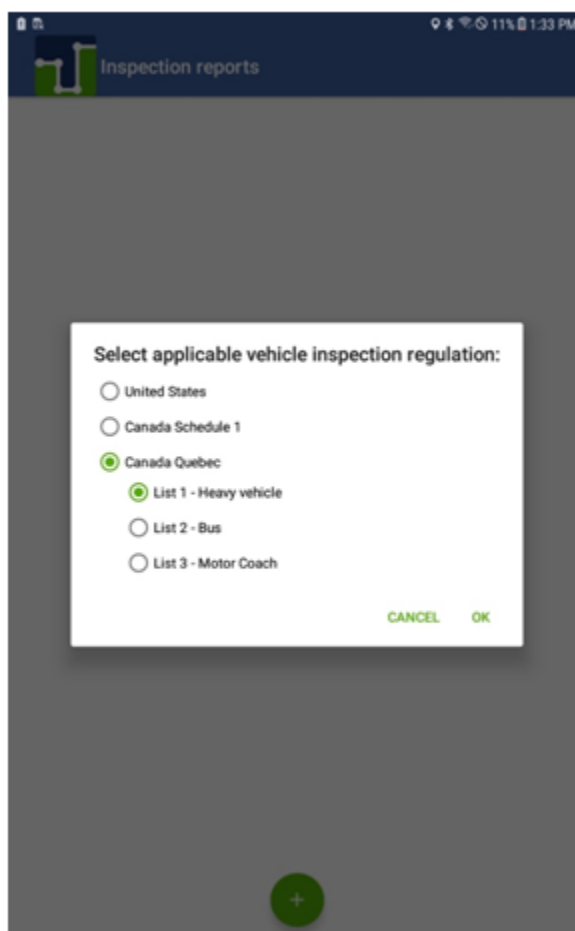 11% 1:33 PM
Inspection reports
Select applicable vehicle inspection regulation:
United States
Canada Schedule 1
Canada Quebec
List 1 - Heavy vehicle
List 2 - Bus
List 3 - Motor Coach
CANCEL OK
+